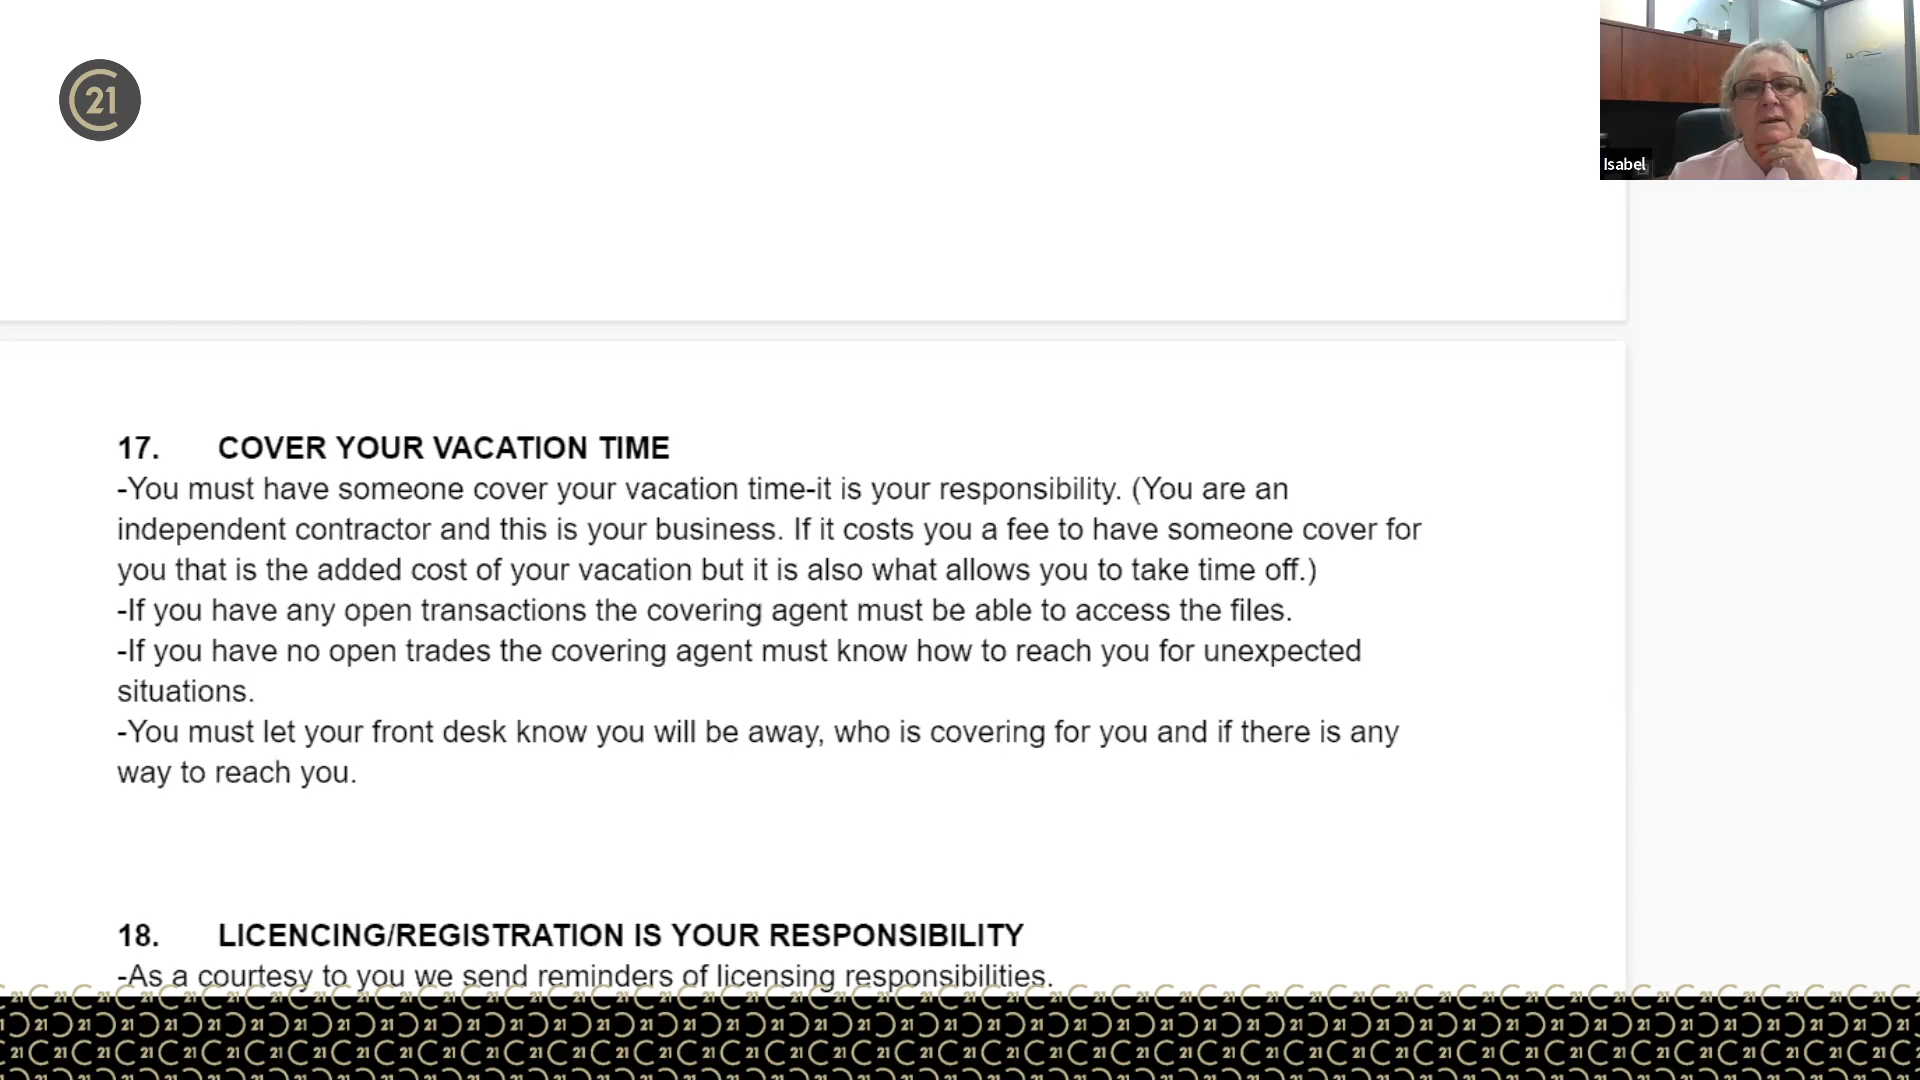 21
Isabel
17. COVER YOUR VACATION TIME
-You must have someone cover your vacation time-it is your responsibility. (You are an
independent contractor and this is your business. If it costs you a fee to have someone cover for
you that is the added cost of your vacation but it is also what allows you to take time off.)
-If you have any open transactions the covering agent must be able to access the files.
-If you have no open trades the covering agent must know how to reach you for unexpected
situations.
-You must let your front desk know you will be away, who is covering for you and if there is any
way to reach you.
18. LICENCING/REGISTRATION IS YOUR RESPONSIBILITY
-As a courtesy to you we send reminders of licensing responsibilities.